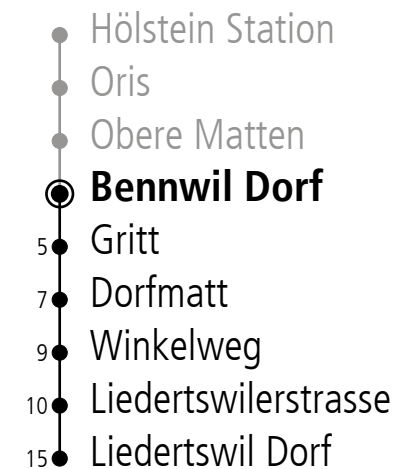 Hölstein Station
Oris
Obere Matten
Bennwil Dorf
5 Gritt
7 Dorfmatt
9 Winkelweg
10 Liedertswilerstrasse
15 Liedertswil Dorf